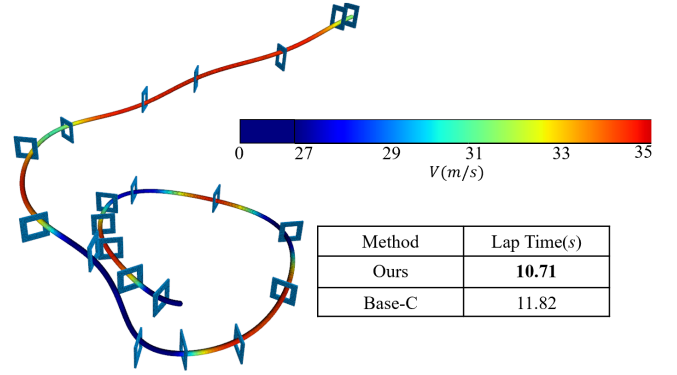 0 27 29 31 33 35
V(m/s)
Method Lap Time(s)
Ours 10.71
Base-C 11.82